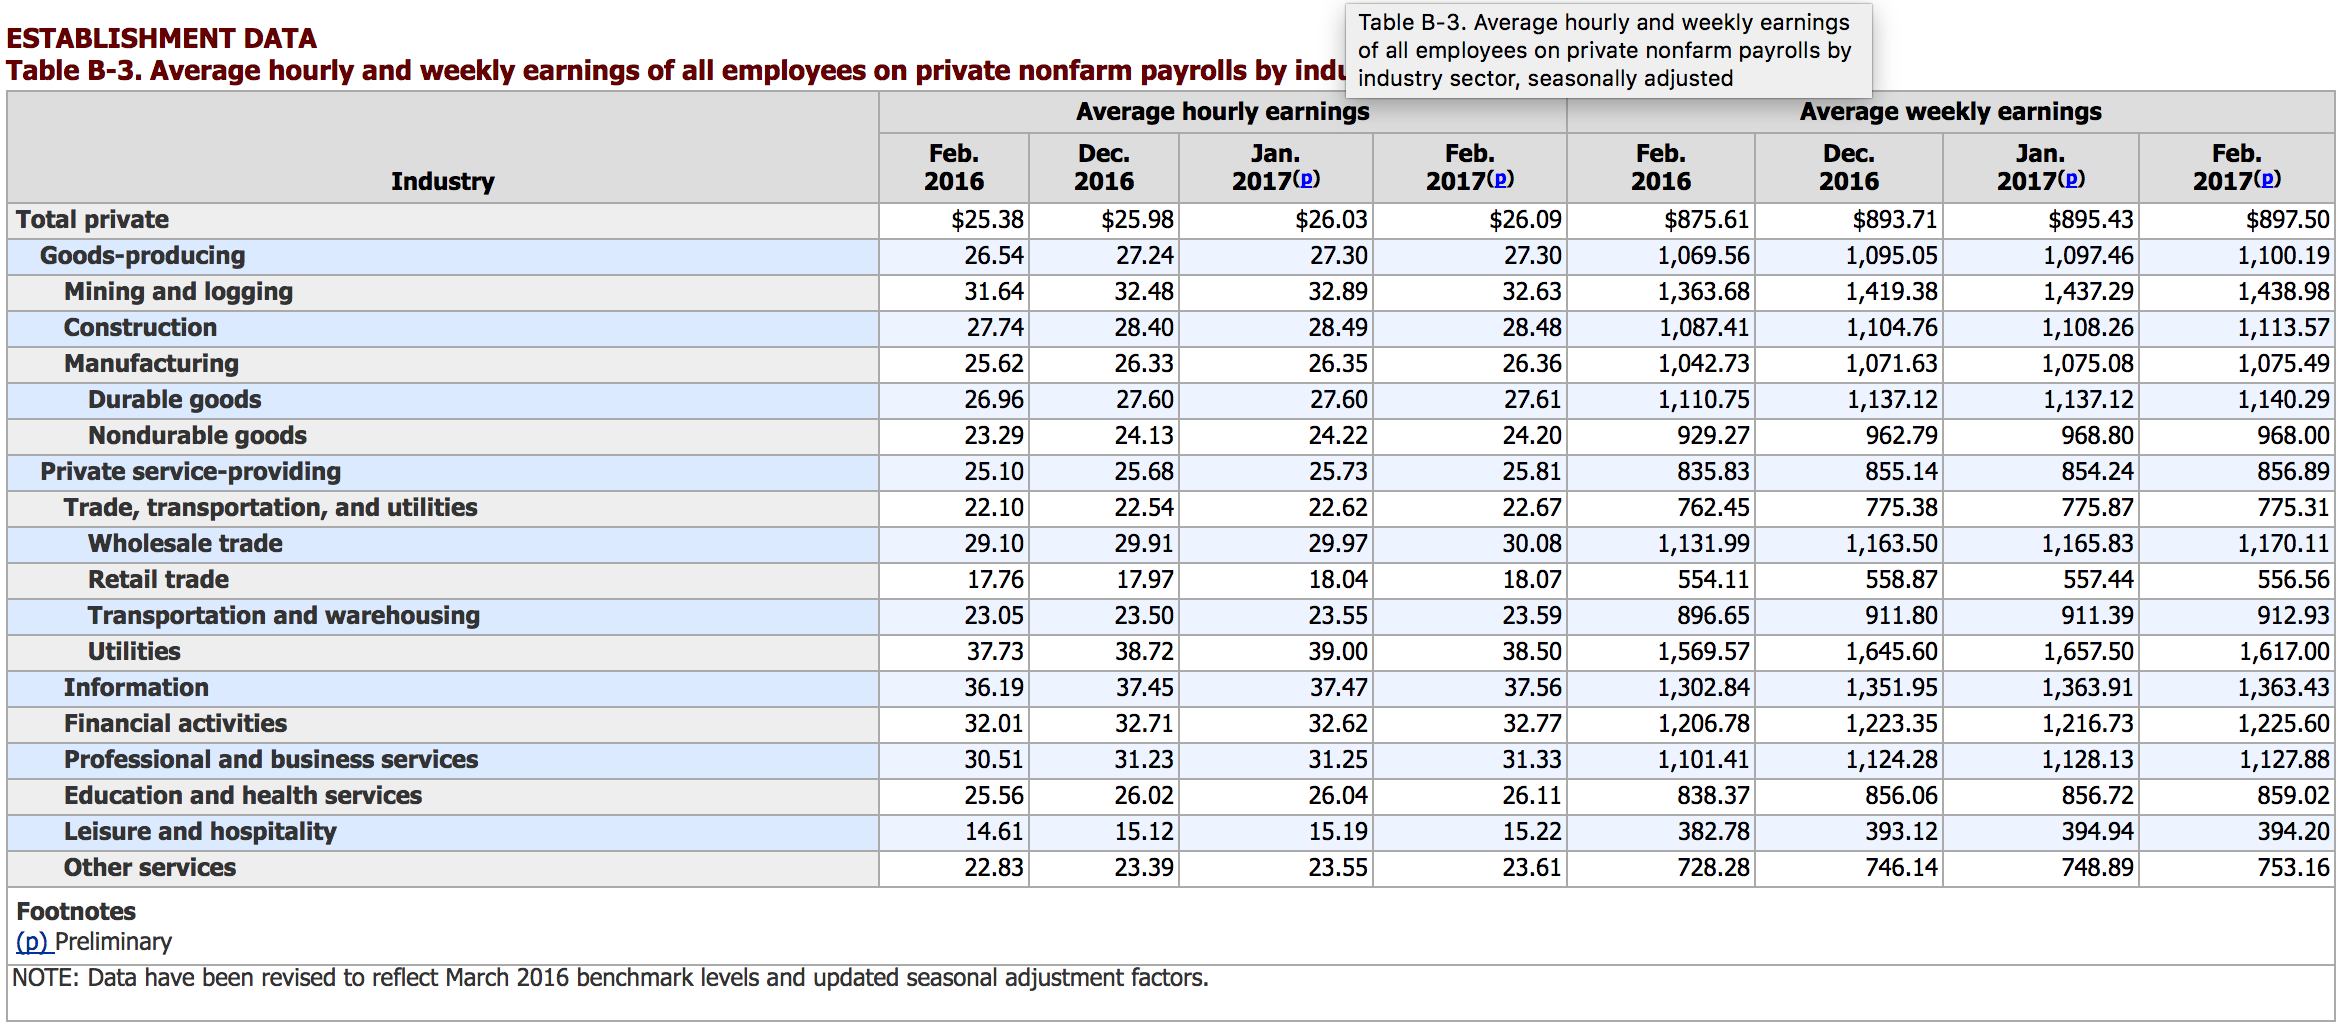 ESTABLISHMENT DATA
Table B-3. Average hourly and weekly earnings of all employees on private nonfarm payrolls by
Table B-3. Average hourly and weekly earnings
of all employees on private nonfarm payrolls by
industry sector, seasonally adjusted
Industry Average hourly earnings Average weekly earnings
Feb. 2016 Dec. 2016 Jan. 2017(p) Feb. 2017(p) Feb. 2016 Dec. 2016 Jan. 2017(p) Feb. 2017(p)
Total private $25.38 $25.98 $26.03 $26.09 $875.61 $893.71 $895.43 $897.50
Goods-producing 26.54 27.24 27.30 27.30 1,069.56 1,095.05 1,097.46 1,100.19
Mining and logging 31.64 32.48 32.89 32.63 1,363.68 1,419.38 1,437.29 1,438.98
Construction 27.74 28.40 28.49 28.48 1,087.41 1,104.76 1,108.26 1,113.57
Manufacturing 25.62 26.33 26.35 26.36 1,042.73 1,071.63 1,075.08 1,075.49
Durable goods 26.96 27.60 27.60 27.61 1,110.75 1,137.12 1,137.12 1,140.29
Nondurable goods 23.29 24.13 24.22 24.20 929.27 962.79 968.80 968.00
Private service-providing 25.10 25.68 25.73 25.81 835.83 855.14 854.24 856.89
Trade, transportation, and utilities 22.10 22.54 22.62 22.67 762.45 775.38 775.87 775.31
Wholesale trade 29.10 29.91 29.97 30.08 1,131.99 1,163.50 1,165.83 1,170.11
Retail trade 17.76 17.97 18.04 18.07 554.11 558.87 557.44 556.56
Transportation and warehousing 23.05 23.50 23.55 23.59 896.65 911.80 911.39 912.93
Utilities 37.73 38.72 39.00 38.50 1,569.57 1,645.60 1,657.50 1,617.00
Information 36.19 37.45 37.47 37.56 1,302.84 1,351.95 1,363.91 1,363.43
Financial activities 32.01 32.71 32.62 32.77 1,206.78 1,223.35 1,216.73 1,225.60
Professional and business services 30.51 31.23 31.25 31.33 1,101.41 1,124.28 1,128.13 1,127.88
Education and health services 25.56 26.02 26.04 26.11 838.37 856.06 856.72 859.02
Leisure and hospitality 14.61 15.12 15.19 15.22 382.78 393.12 394.94 394.20
Other services 22.83 23.39 23.55 23.61 728.28 746.14 748.89 753.16
Footnotes
(p) Preliminary
NOTE: Data have been revised to reflect March 2016 benchmark levels and updated seasonal adjustment factors.